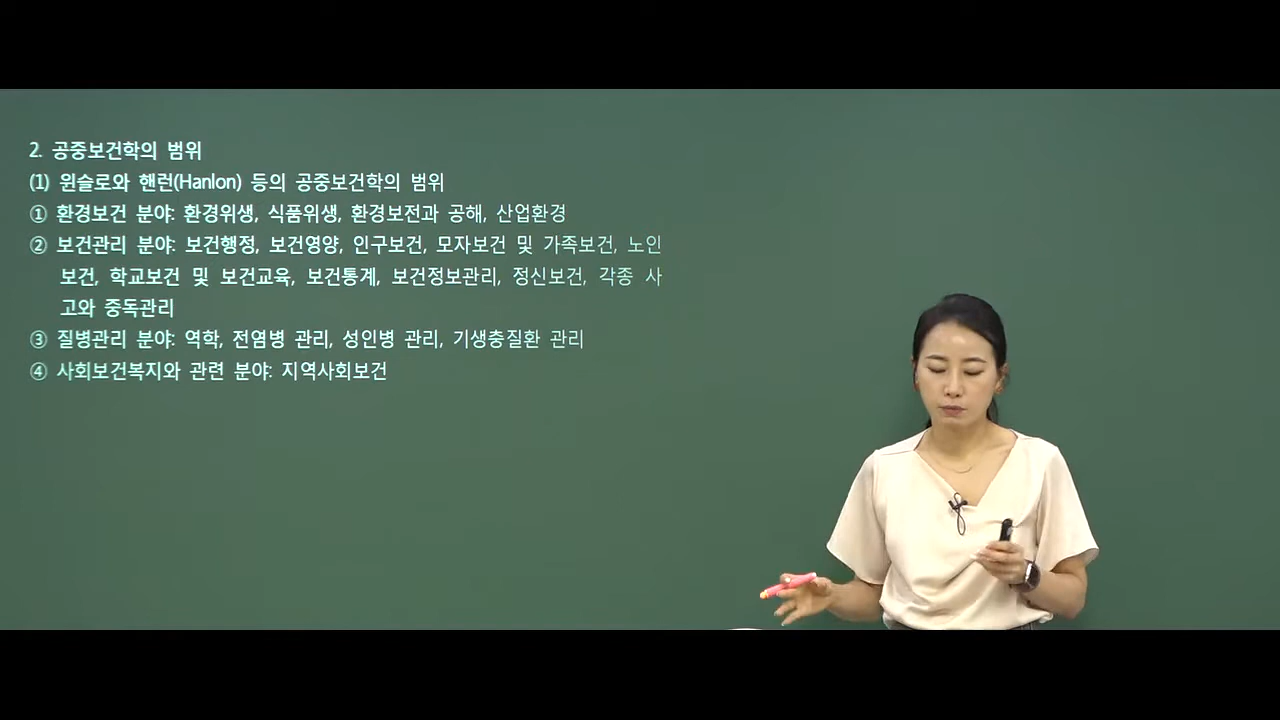 2. 공중보건학의 범위
(1) 윈슬로와 핸런(Hanlon) 등의 공중보건학의 범위
① 환경보건 분야: 환경위생, 식품위생, 환경보전과 공해, 산업환경
② 보건관리 분야: 보건행정, 보건영양, 인구보건, 모자보건 및 가족보건, 노인
보건, 학교보건 및 보건교육, 보건통계, 보건정보관리, 정신보건, 각종 사
고와 중독관리
③ 질병관리 분야: 역학, 전염병 관리, 성인병 관리, 기생충질환 관리
④ 사회보건복지와 관련 분야: 지역사회보건